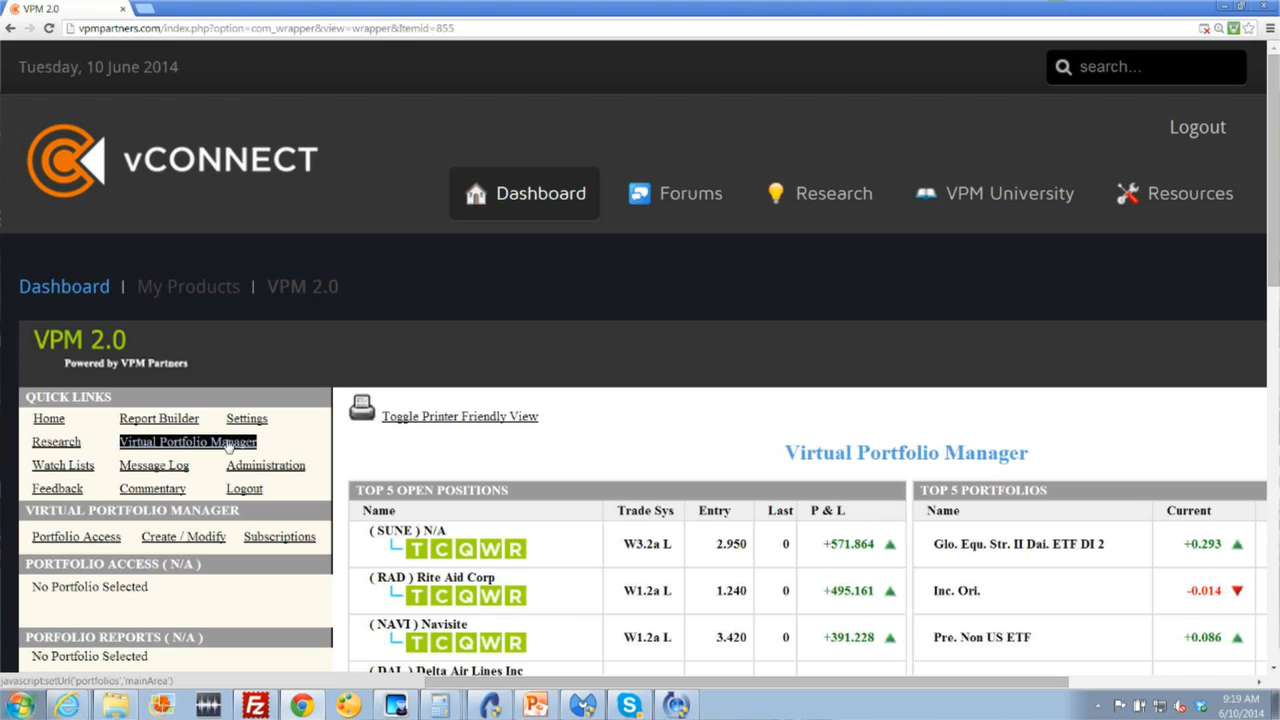 VPM 2.0
vpmpartners.com/index.php?option=com_wrapper&view=wrapper&Itemid=855
Tuesday, 10 June 2014
search...
Logout
vCONNECT
Dashboard
Forums
Research
VPM University
Resources
Dashboard | My Products | VPM 2.0
VPM 2.0
Powered by VPM Partners
QUICK LINKS
Home Report Builder Settings
Research Virtual Portfolio Manager
Watch Lists Message Log Administration
Feedback Commentary Logout
VIRTUAL PORTFOLIO MANAGER
Portfolio Access Create / Modify Subscriptions
PORTFOLIO ACCESS ( N/A )
No Portfolio Selected
PORFOLIO REPORTS ( N/A )
No Portfolio Selected
Toggle Printer Friendly View
Virtual Portfolio Manager
TOP 5 OPEN POSITIONS
Name Trade Sys Entry Last P & L
( SUNE ) N/A
T C Q W R W3.2a L 2.950 0 +571.864
( RAD ) Rite Aid Corp
T C Q W R W1.2a L 1.240 0 +495.161
( NAVI ) Navisite
T C Q W R W1.2a L 3.420 0 +391.228
( DAL ) Delta Air Lines Inc
TOP 5 PORTFOLIOS
Name Current
Glo. Equ. Str. II Dai. ETF DI 2 +0.293
Inc. Ori. -0.014
Pre. Non US ETF +0.086
javascript:setUrl('portfolios','mainArea')
9:19 AM
6/10/2014